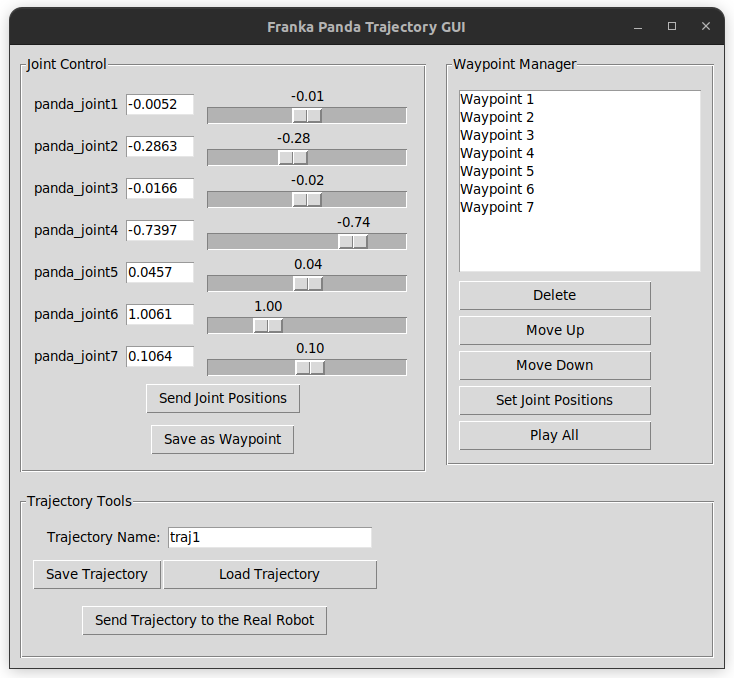 Franka Panda Trajectory GUI
Joint Control
panda_joint1 -0.0052 -0.01
panda_joint2 -0.2863 -0.28
panda_joint3 -0.0166 -0.02
panda_joint4 -0.7397 -0.74
panda_joint5 0.0457 0.04
panda_joint6 1.0061 1.00
panda_joint7 0.1064 0.10
Send Joint Positions
Save as Waypoint
Waypoint Manager
Waypoint 1
Waypoint 2
Waypoint 3
Waypoint 4
Waypoint 5
Waypoint 6
Waypoint 7
Delete
Move Up
Move Down
Set Joint Positions
Play All
Trajectory Tools
Trajectory Name: traj1
Save Trajectory Load Trajectory
Send Trajectory to the Real Robot